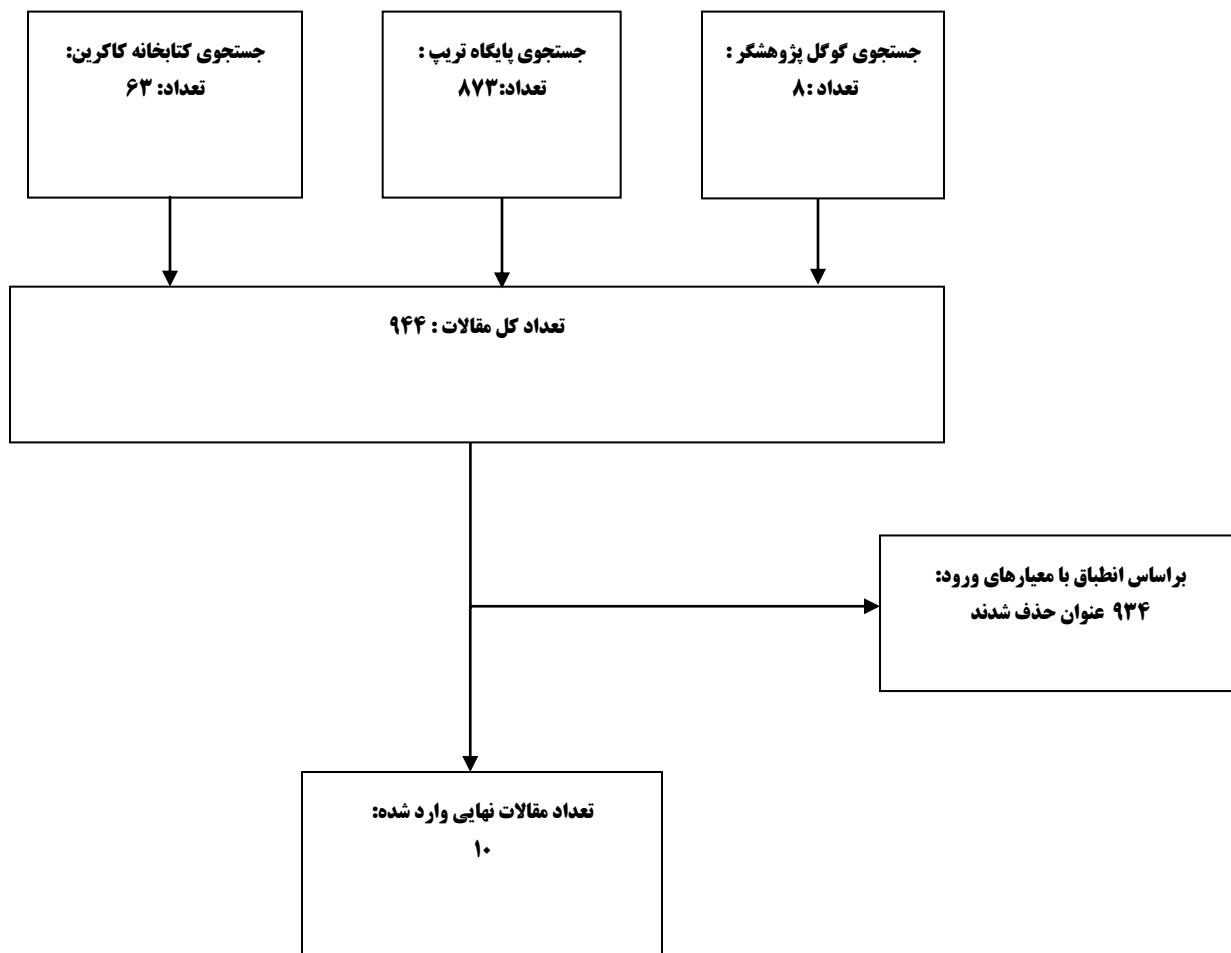 جستجوی گوگل پژوهشگر :
تعداد :۸
جستجوی پایگاه تریپ :
تعداد:۸۷۳
جستجوی کتابخانه کاکرین:
تعداد: ۶۳
تعداد کل مقالات : ۹۴۴
براساس انطباق با معیارهای ورود:
۹۳۴ عنوان حذف شدند
تعداد مقالات نهایی وارد شده:
۱۰